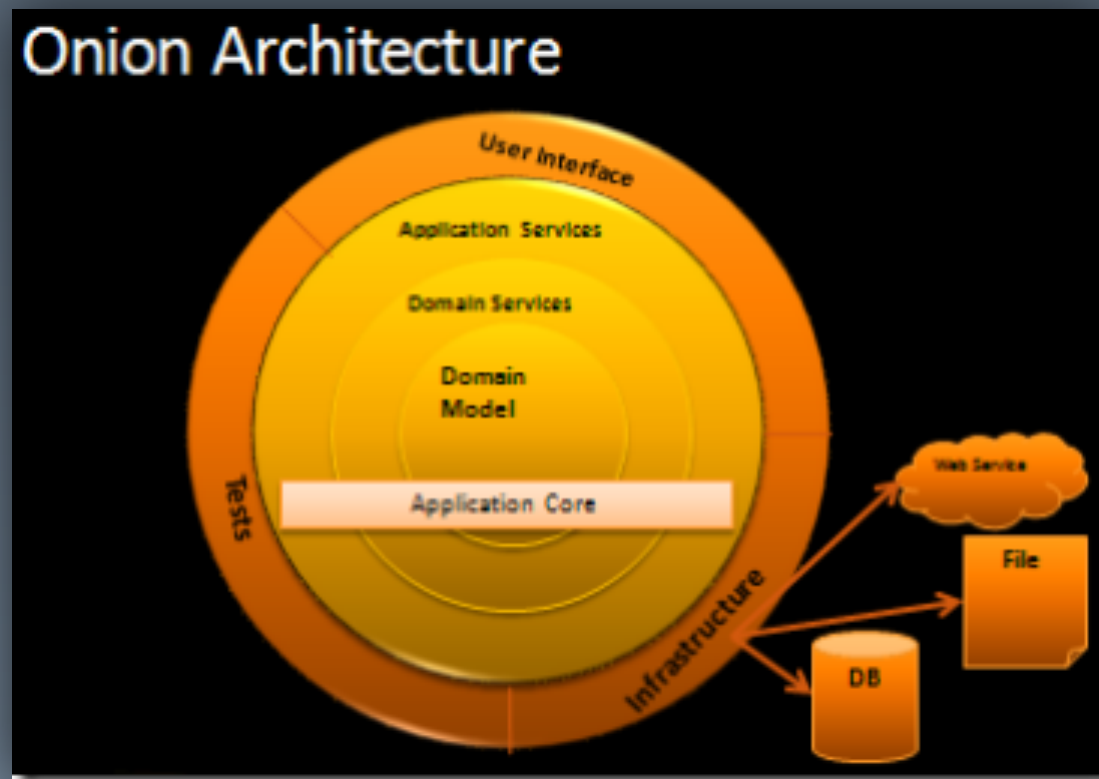 Onion Architecture
User Interface
Application Services
Domain Services
Domain
Model
Application Core
Tests
Infrastructure
Web Service
File
DB